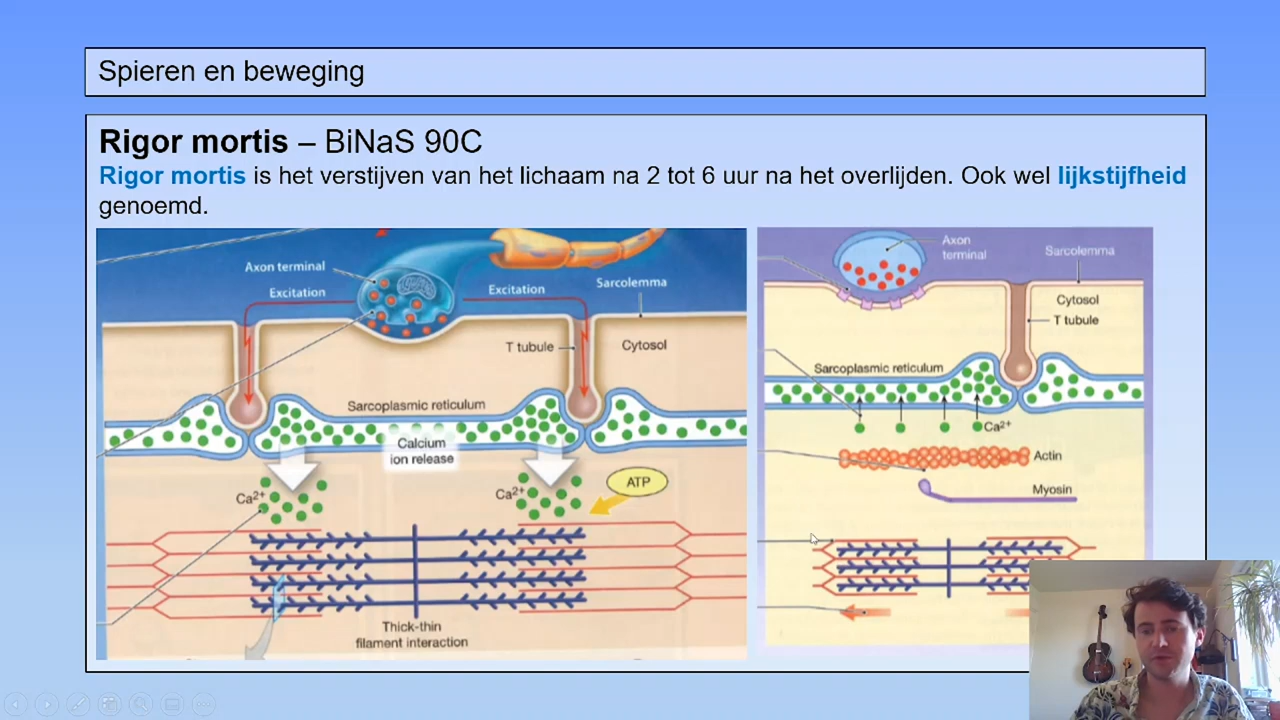 Spieren en beweging
Rigor mortis – BiNaS 90C
Rigor mortis is het verstijven van het lichaam na 2 tot 6 uur na het overlijden. Ook wel lijkstijfheid
genoemd.
Axon terminal
Excitation
Excitation
Sarcolemma
T tubule
Cytosol
Sarcoplasmic reticulum
Calcium
ion release
Ca2+
Ca2+
ATP
Thick-thin
filament interaction
Axon
terminal
Sarcolemma
Cytosol
T tubule
Sarcoplasmic reticulum
Ca2+
Actin
Myosin